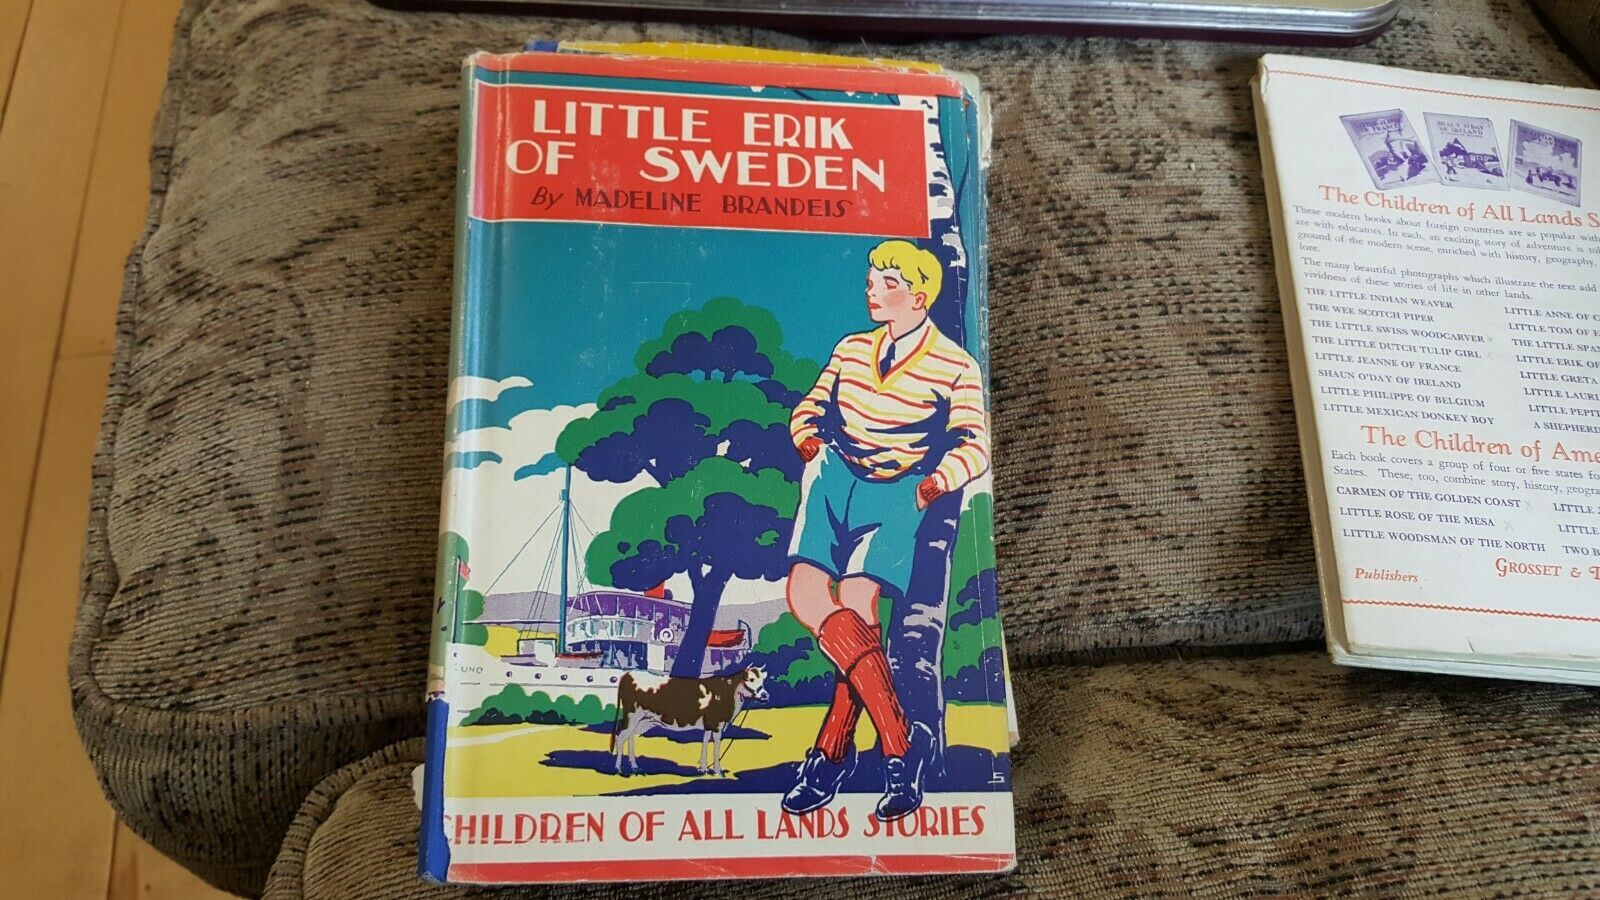 LITTLE ERIK
OF SWEDEN
By MADELINE BRANDEIS
UNO
S
CHILDREN OF ALL LANDS STORIES
OF FRANCE
SHAUN O'DAY
OF IRELAND
The Children of All Lands S
These modern books about foreign countries are as popular with
are with educators. In each, an exciting story of adventure is tol
ground of the modern scene, enriched with history, geography,
lore.
The many beautiful photographs which illustrate the text add
vividness of these stories of life in other lands.
THE LITTLE INDIAN WEAVER
THE WEE SCOTCH PIPER
THE LITTLE SWISS WOODCARVER x
THE LITTLE DUTCH TULIP GIRL x
LITTLE JEANNE OF FRANCE
SHAUN O'DAY OF IRELAND
LITTLE PHILIPPE OF BELGIUM
LITTLE MEXICAN DONKEY BOY
LITTLE ANNE OF C
LITTLE TOM OF E
THE LITTLE SPAN
LITTLE ERIK OF
LITTLE GRETA
LITTLE LAURI
LITTLE PEPIT
A SHEPHERD
The Children of Ame
Each book covers a group of four or five states fo
States. These, too, combine story, history, geogra
CARMEN OF THE GOLDEN COAST x
LITTLE ROSE OF THE MESA x
LITTLE WOODSMAN OF THE NORTH
LITTLE J
LITTLE
TWO B
Publishers
GROSSET & D